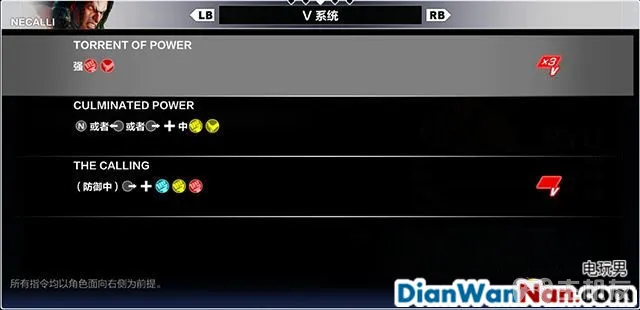 NECALLI
LB
V 系统
RB
TORRENT OF POWER
强
×3
V
CULMINATED POWER
N 或者 或者 + 中
THE CALLING
(防御中) +
V
所有指令均以角色面向右侧为前提。
电玩男
DianWanNan.com